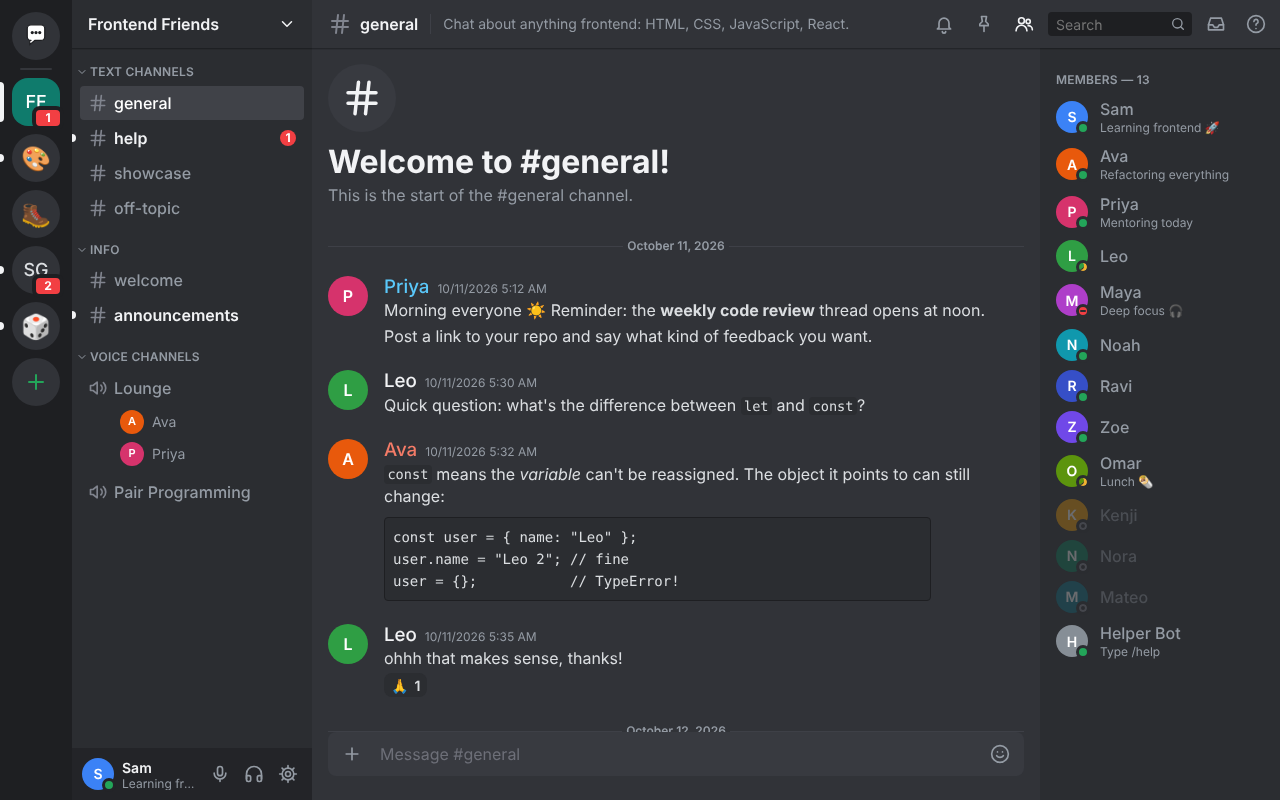 FF
1
SG
2
Frontend Friends
TEXT CHANNELS
general
help
1
showcase
off-topic
INFO
welcome
announcements
VOICE CHANNELS
Lounge
A Ava
P Priya
Pair Programming
S Sam
Learning fr...
# general
Chat about anything frontend: HTML, CSS, JavaScript, React.
Search
#
Welcome to #general!
This is the start of the #general channel.
October 11, 2026
P
Priya 10/11/2026 5:12 AM
Morning everyone ☀️ Reminder: the weekly code review thread opens at noon.
Post a link to your repo and say what kind of feedback you want.
L
Leo 10/11/2026 5:30 AM
Quick question: what's the difference between let and const?
A
Ava 10/11/2026 5:32 AM
const means the variable can't be reassigned. The object it points to can still
change:
const user = { name: "Leo" };
user.name = "Leo 2"; // fine
user = {};           // TypeError!
L
Leo 10/11/2026 5:35 AM
ohhh that makes sense, thanks!
🙏 1
October 12, 2026
Message #general
MEMBERS — 13
S Sam
Learning frontend 🚀
A Ava
Refactoring everything
P Priya
Mentoring today
L Leo
M Maya
Deep focus 🎧
N Noah
R Ravi
Z Zoe
O Omar
Lunch 🌯
K Kenji
N Nora
M Mateo
H Helper Bot
Type /help